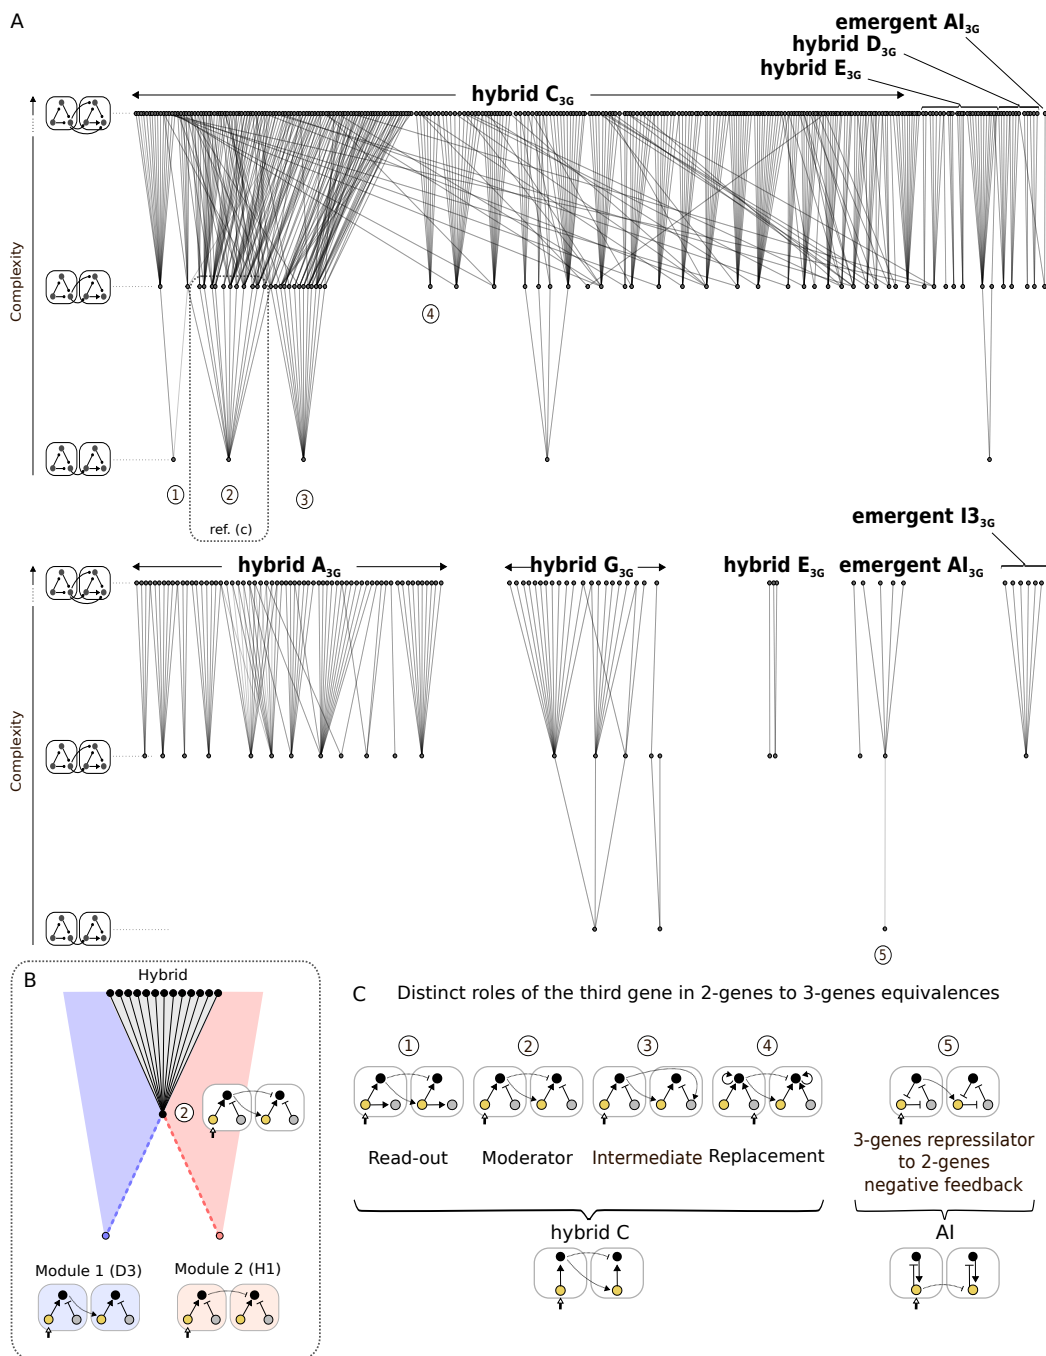 A
emergent AI3G
hybrid D3G
hybrid E3G
hybrid C3G
Complexity
4
1
2
3
ref. (c)
emergent I33G
hybrid A3G
hybrid G3G
hybrid E3G
emergent AI3G
Complexity
5
B
Hybrid
2
Module 1 (D3)
Module 2 (H1)
C
Distinct roles of the third gene in 2-genes to 3-genes equivalences
1
2
3
4
5
Read-out
Moderator
Intermediate
Replacement
3-genes repressilator
to 2-genes
negative feedback
hybrid C
AI